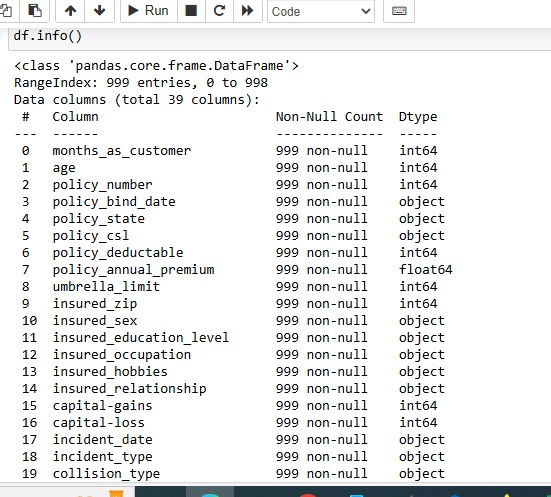 Run
Code
df.info()
<class 'pandas.core.frame.DataFrame'>
RangeIndex: 999 entries, 0 to 998
Data columns (total 39 columns):
 #   Column                       Non-Null Count  Dtype
---  ------                       --------------  -----
 0   months_as_customer           999 non-null    int64
 1   age                          999 non-null    int64
 2   policy_number                999 non-null    int64
 3   policy_bind_date             999 non-null    object
 4   policy_state                 999 non-null    object
 5   policy_csl                   999 non-null    object
 6   policy_deductable            999 non-null    int64
 7   policy_annual_premium        999 non-null    float64
 8   umbrella_limit               999 non-null    int64
 9   insured_zip                  999 non-null    int64
 10  insured_sex                  999 non-null    object
 11  insured_education_level      999 non-null    object
 12  insured_occupation           999 non-null    object
 13  insured_hobbies              999 non-null    object
 14  insured_relationship         999 non-null    object
 15  capital-gains                999 non-null    int64
 16  capital-loss                 999 non-null    int64
 17  incident_date                999 non-null    object
 18  incident_type                999 non-null    object
 19  collision_type               999 non-null    object